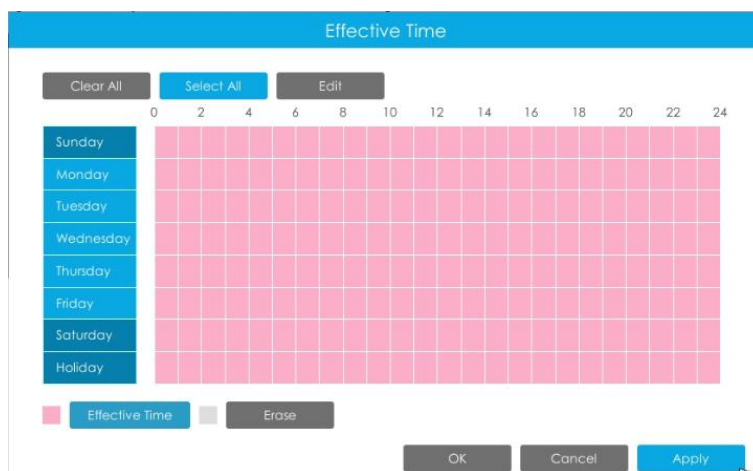 Effective Time
Clear All Select All Edit
0 2 4 6 8 10 12 14 16 18 20 22 24
Sunday
Monday
Tuesday
Wednesday
Thursday
Friday
Saturday
Holiday
Effective Time Erase
OK Cancel Apply